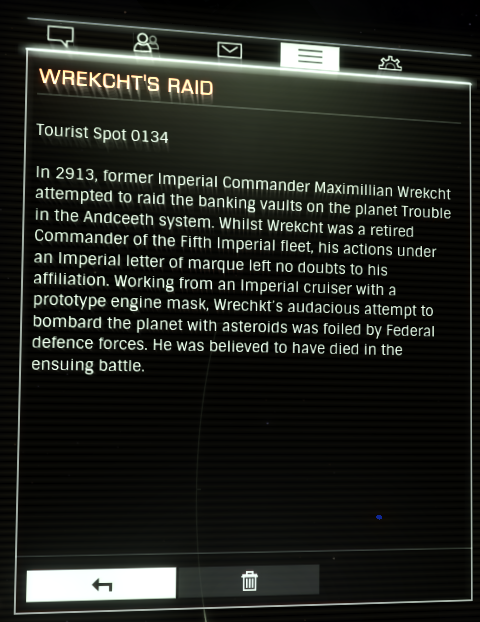 WREKCHT'S RAID
Tourist Spot 0134
In 2913, former Imperial Commander Maximillian Wrekcht
attempted to raid the banking vaults on the planet Trouble
in the Andceeth system. Whilst Wrekcht was a retired
Commander of the Fifth Imperial fleet, his actions under
an Imperial letter of marque left no doubts to his
affiliation. Working from an Imperial cruiser with a
prototype engine mask, Wrechkt's audacious attempt to
bombard the planet with asteroids was foiled by Federal
defence forces. He was believed to have died in the
ensuing battle.